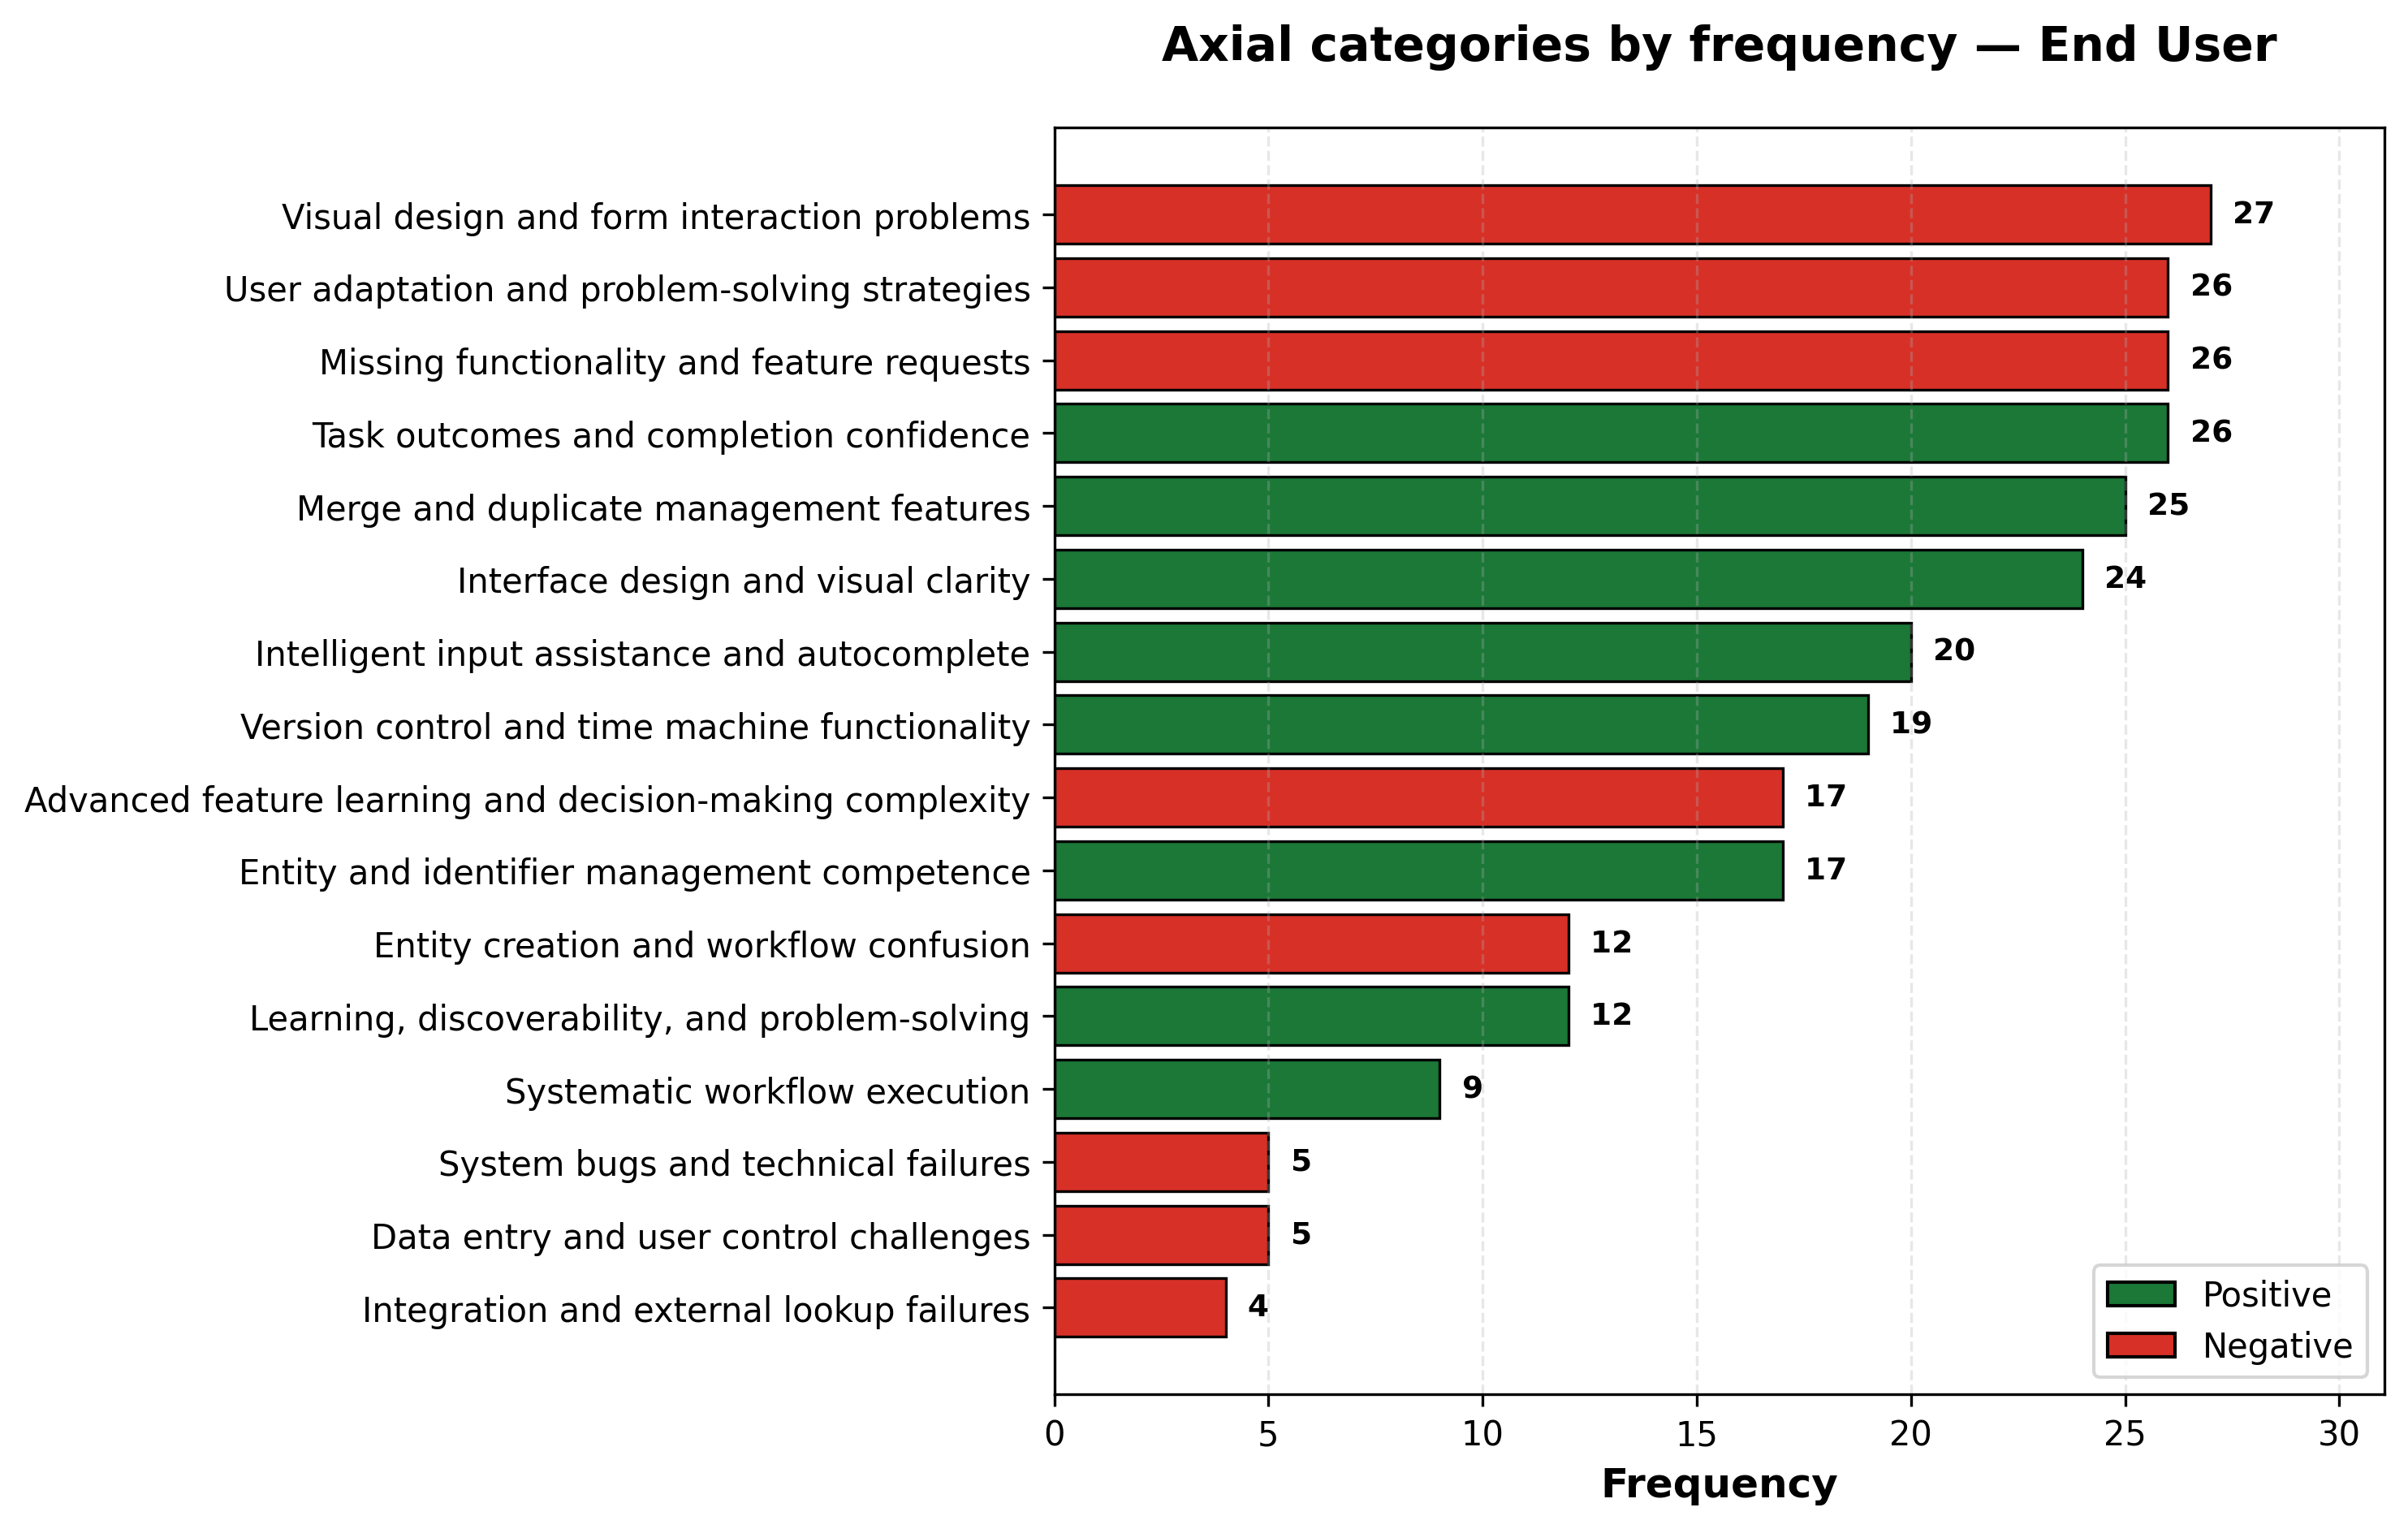 Axial categories by frequency — End User
Visual design and form interaction problems 27
User adaptation and problem-solving strategies 26
Missing functionality and feature requests 26
Task outcomes and completion confidence 26
Merge and duplicate management features 25
Interface design and visual clarity 24
Intelligent input assistance and autocomplete 20
Version control and time machine functionality 19
Advanced feature learning and decision-making complexity 17
Entity and identifier management competence 17
Entity creation and workflow confusion 12
Learning, discoverability, and problem-solving 12
Systematic workflow execution 9
System bugs and technical failures 5
Data entry and user control challenges 5
Integration and external lookup failures 4
Positive
Negative
0 5 10 15 20 25 30
Frequency